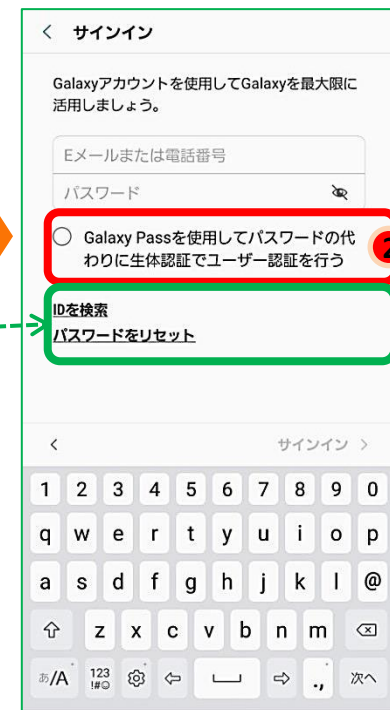 サインイン
Galaxyアカウントを使用してGalaxyを最大限に
活用しましょう。
Eメールまたは電話番号
パスワード
Galaxy Passを使用してパスワードの代
わりに生体認証でユーザー認証を行う
2
IDを検索
パスワードをリセット
サインイン
1 2 3 4 5 6 7 8 9 0
q w e r t y u i o p
a s d f g h j k l @
z x c v b n m
あ/A 123 !#☺ ., 次へ